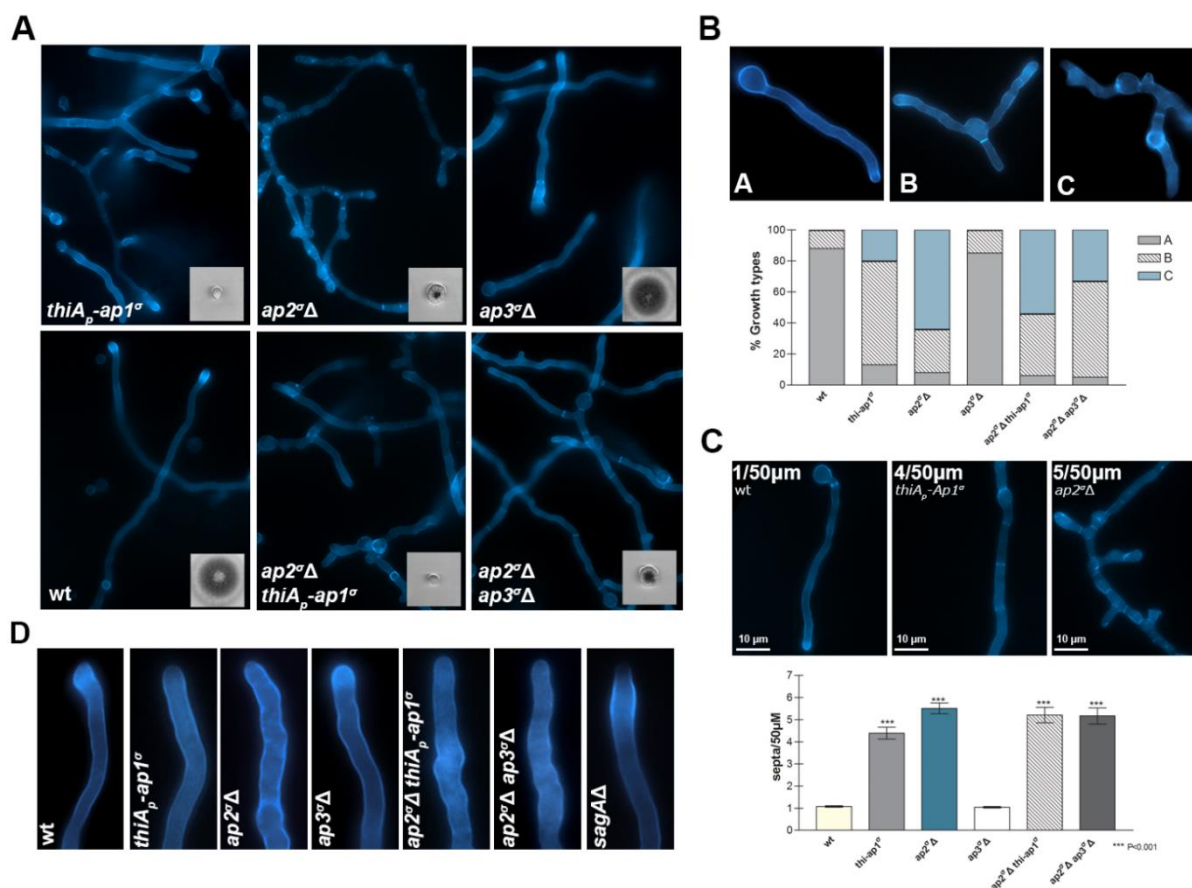 A
thiAp-ap1σ
ap2σΔ
ap3σΔ
wt
ap2σΔ
thiAp-ap1σ
ap2σΔ
ap3σΔ
B
A
B
C
% Growth types
100
80
60
40
20
0
wt
thi-ap1σ
ap2σΔ
ap3σΔ
ap2σΔ thi-ap1σ
ap2σΔ ap3σΔ
A
B
C
C
1/50μm
wt
10 μm
4/50μm
thiAp-Ap1σ
10 μm
5/50μm
ap2σΔ
10 μm
septa/50μM
7
6
5
4
3
2
1
0
***
***
***
***
wt
thi-ap1σ
ap2σΔ
ap3σΔ
ap2σΔ thi-ap1σ
ap2σΔ ap3σΔ
*** P<0.001
D
wt
thiAp-ap1σ
ap2σΔ
ap3σΔ
ap2σΔ thiAp-ap1σ
ap2σΔ ap3σΔ
sagAΔ